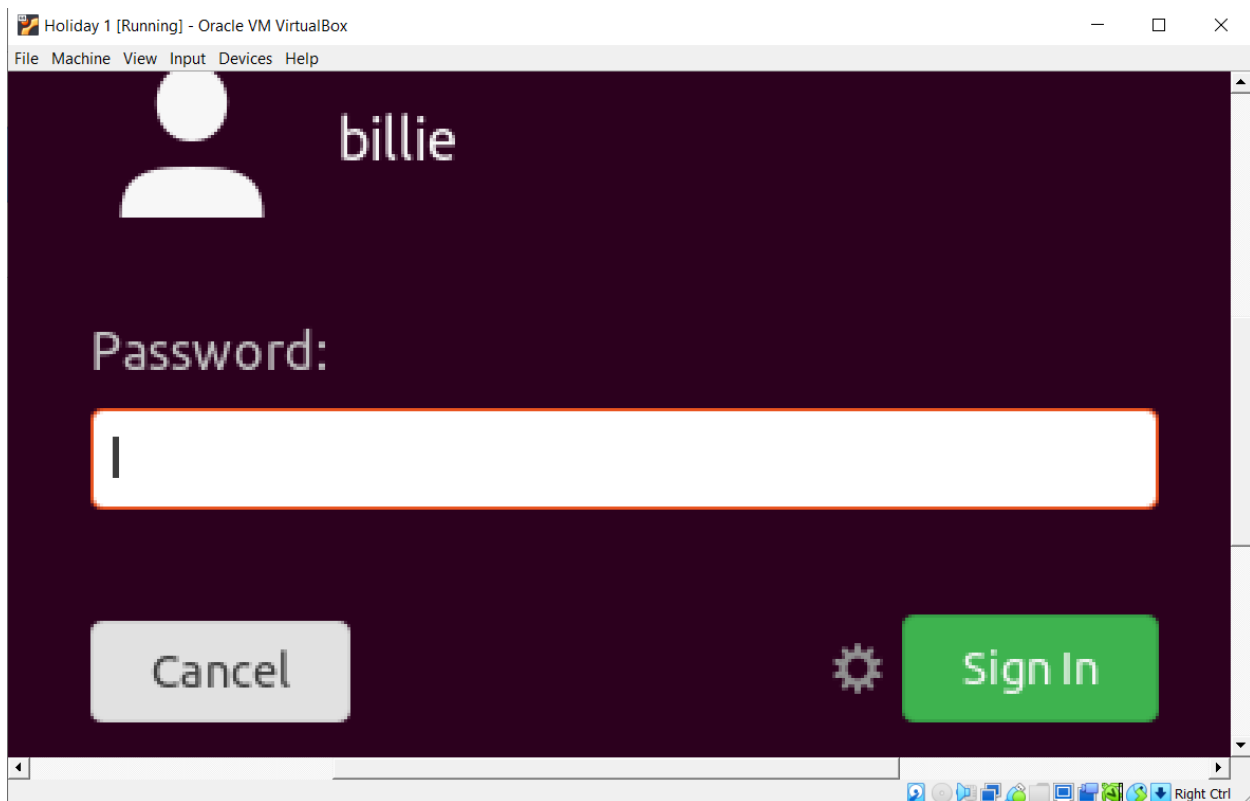 Holiday 1 [Running] - Oracle VM VirtualBox
File Machine View Input Devices Help
billie
Password:
Cancel
Sign In
Right Ctrl